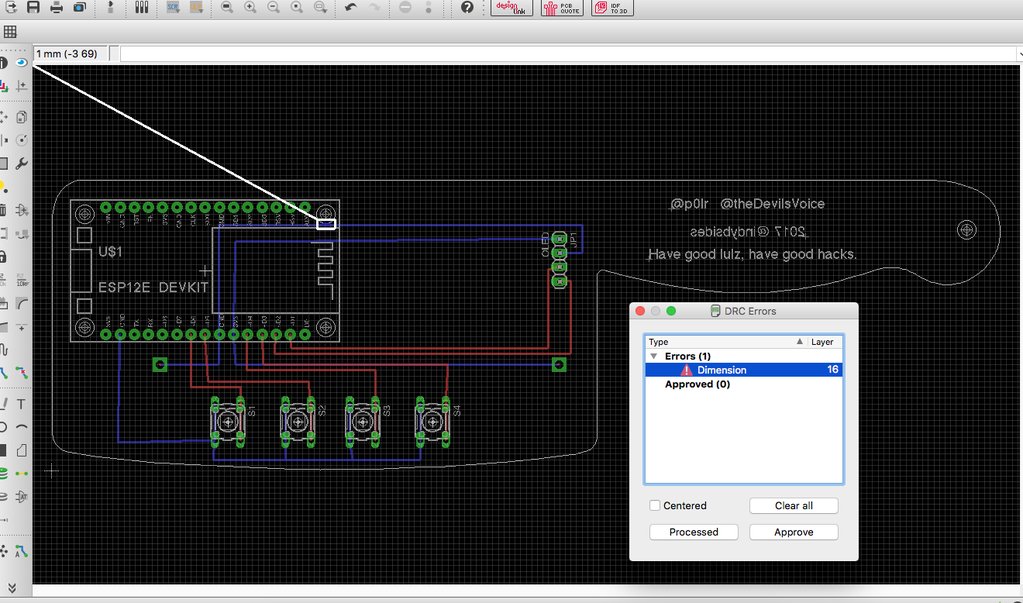 design link
PCB QUOTE
IDF TO 3D
1 mm (-3 69)
@p0lr @theDevilsVoice
2017 @indybsides
Have good lulz, have good hacks.
U$1
ESP12E DEVKIT
OLED
JP1
S1
S2
S3
S4
DRC Errors
Type Layer
Errors (1)
Dimension 16
Approved (0)
Centered
Clear all
Processed
Approve